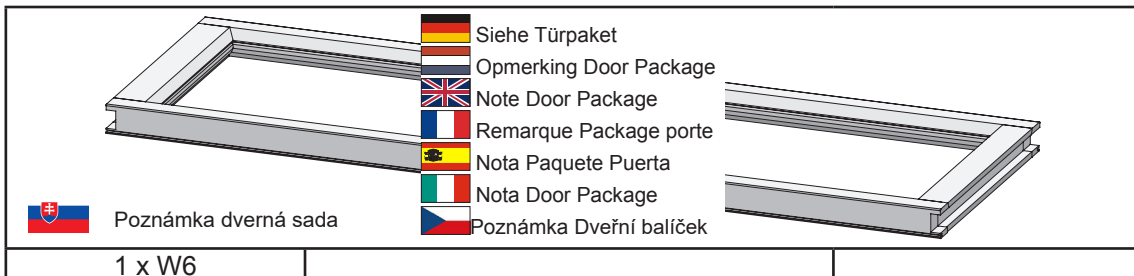 Siehe Türpaket
Opmerking Door Package
Note Door Package
Remarque Package porte
Nota Paquete Puerta
Nota Door Package
Poznámka Dveřní balíček
Poznámka dverná sada
1 x W6